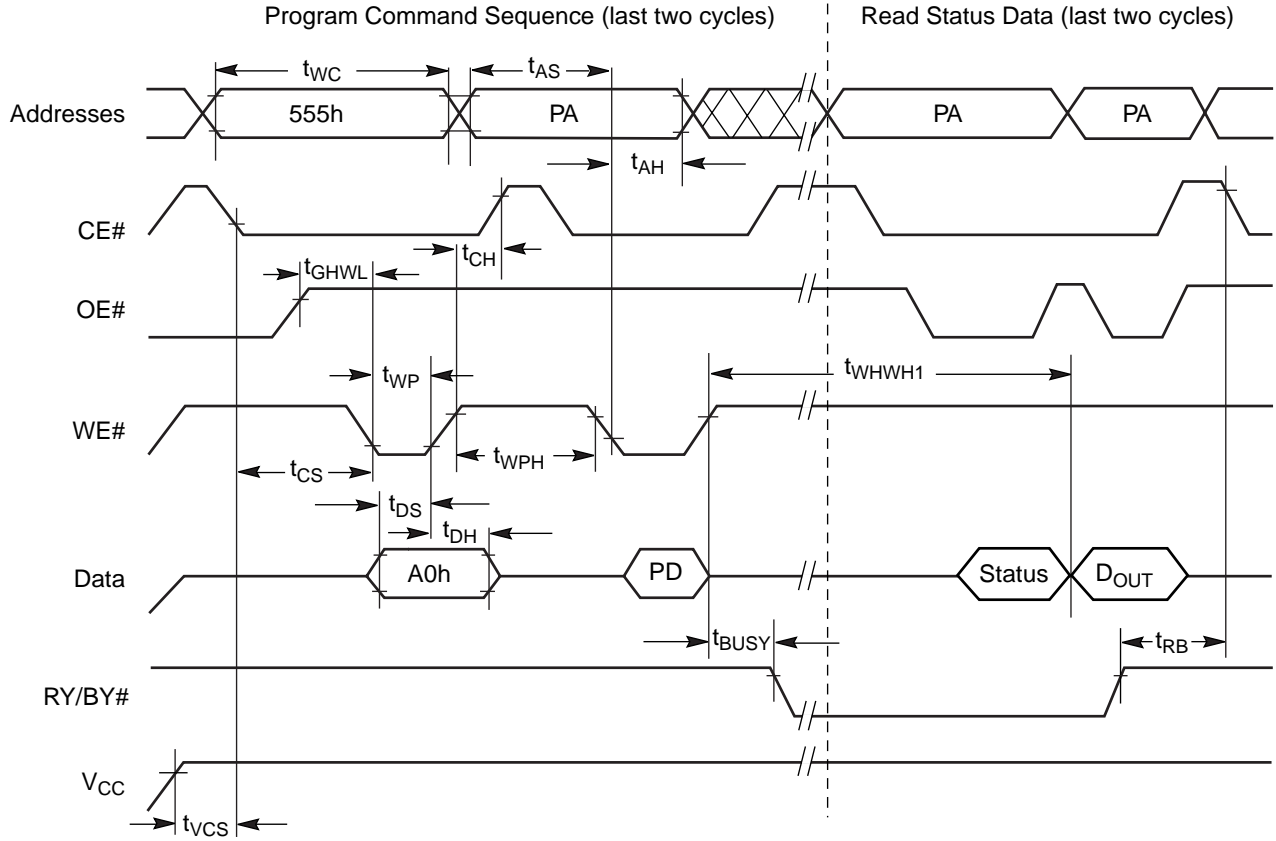 Program Command Sequence (last two cycles)
Read Status Data (last two cycles)
tWC
tAS
Addresses
555h
PA
PA
PA
tAH
CE#
tCH
tGHWL
OE#
tWP
tWHWH1
WE#
tCS
tWPH
tDS
tDH
Data
A0h
PD
Status
DOUT
tBUSY
tRB
RY/BY#
VCC
tVCS